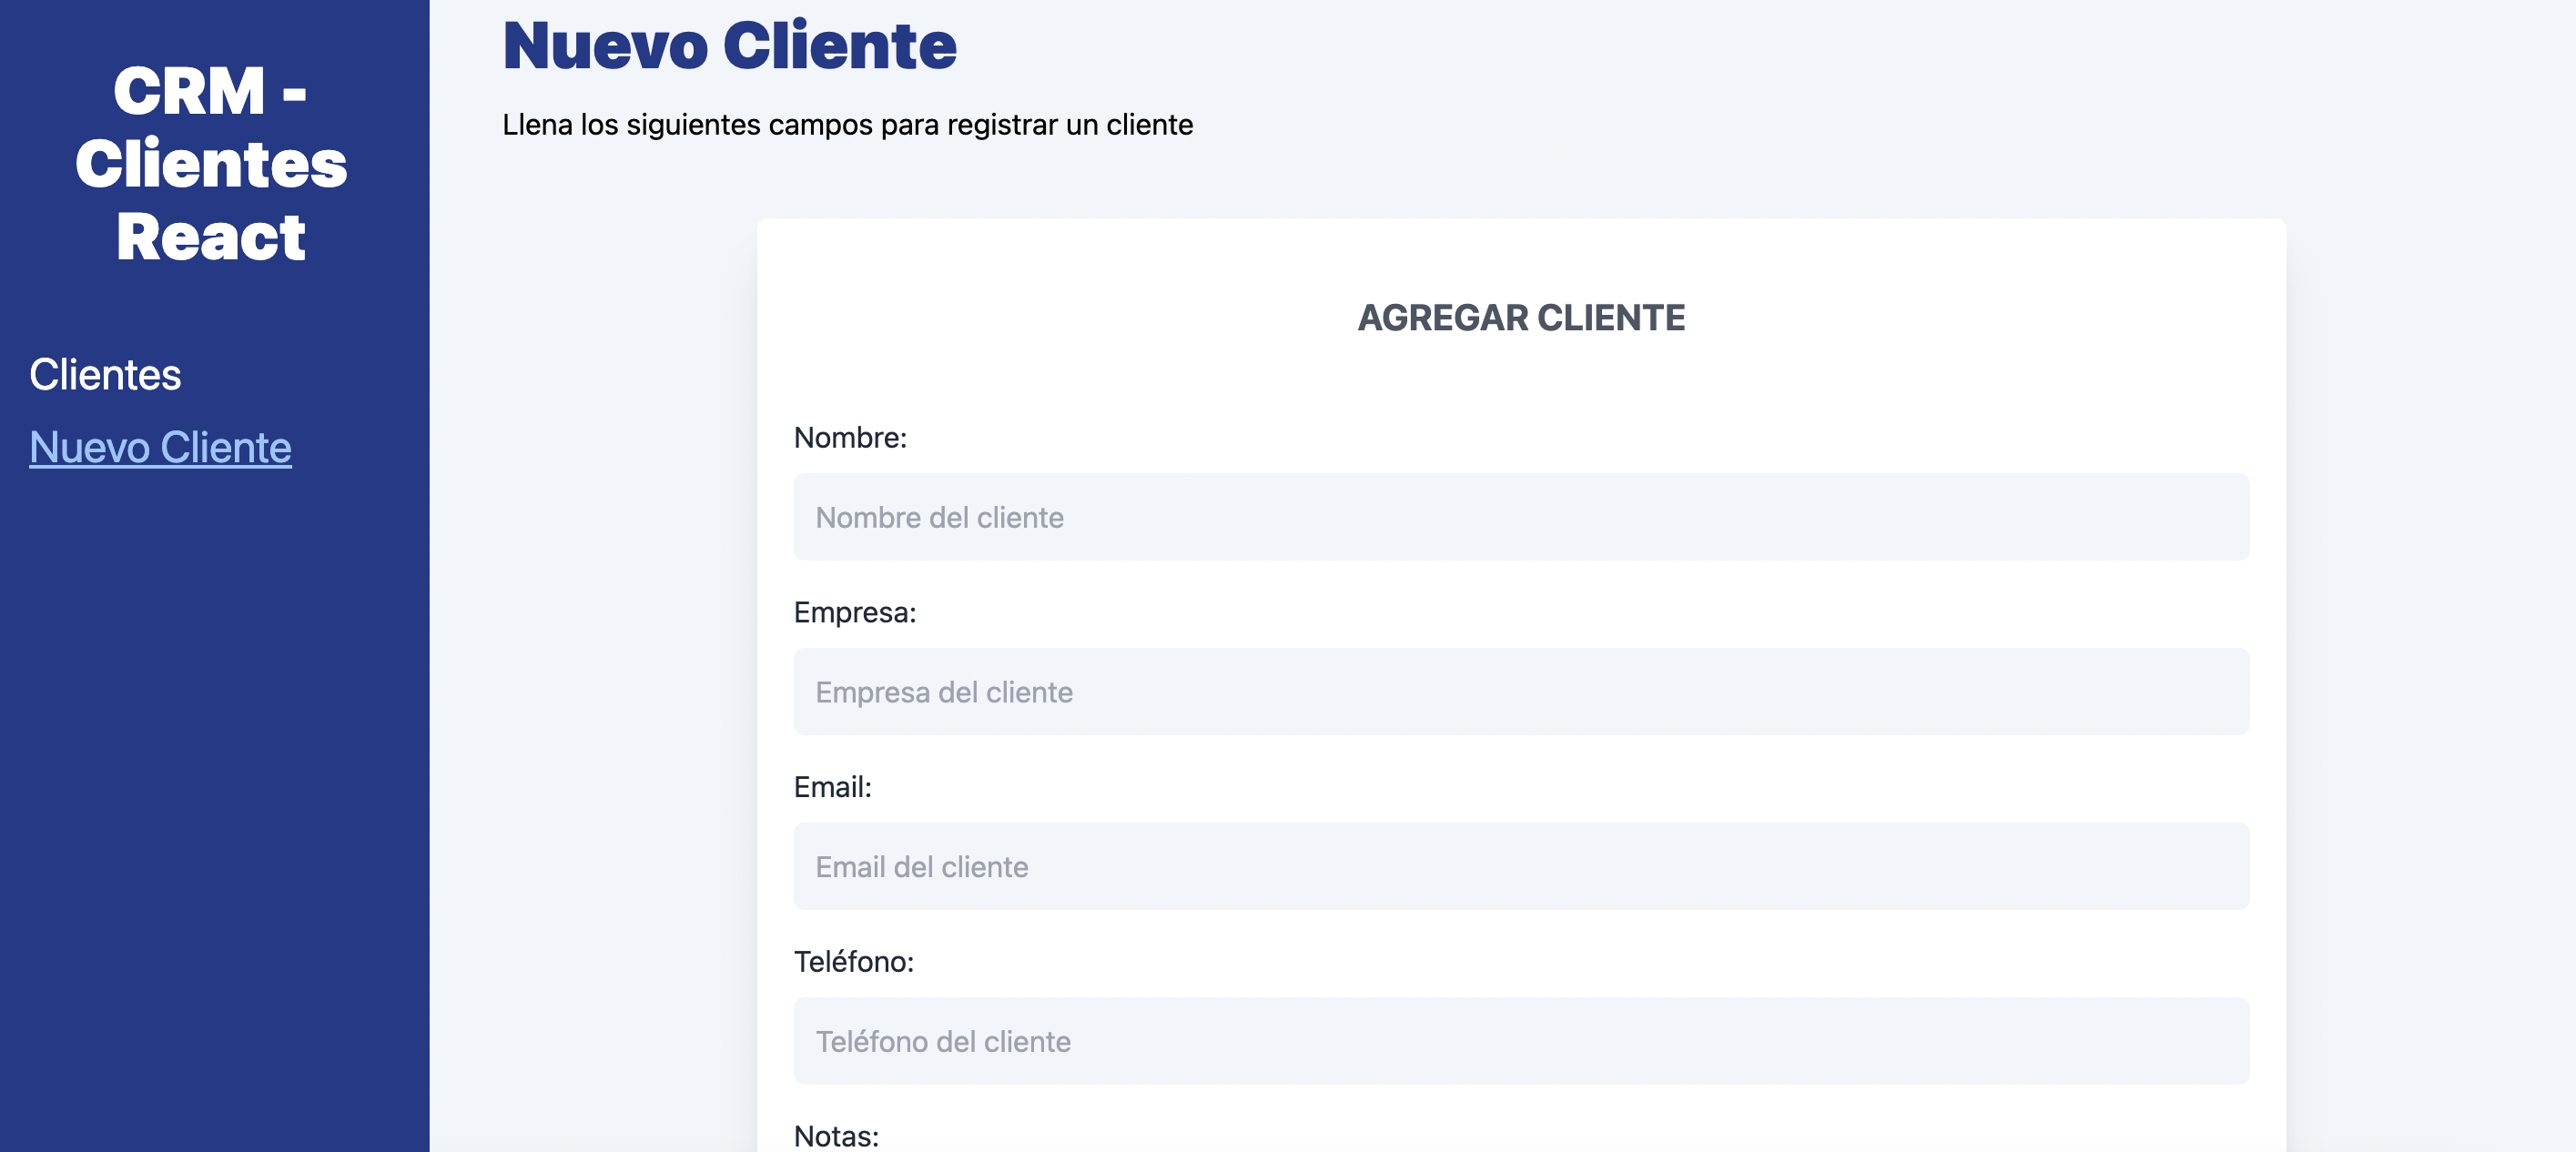 CRM -
Clientes
React
Clientes
Nuevo Cliente
Nuevo Cliente
Llena los siguientes campos para registrar un cliente
AGREGAR CLIENTE
Nombre:
Nombre del cliente
Empresa:
Empresa del cliente
Email:
Email del cliente
Teléfono:
Teléfono del cliente
Notas: